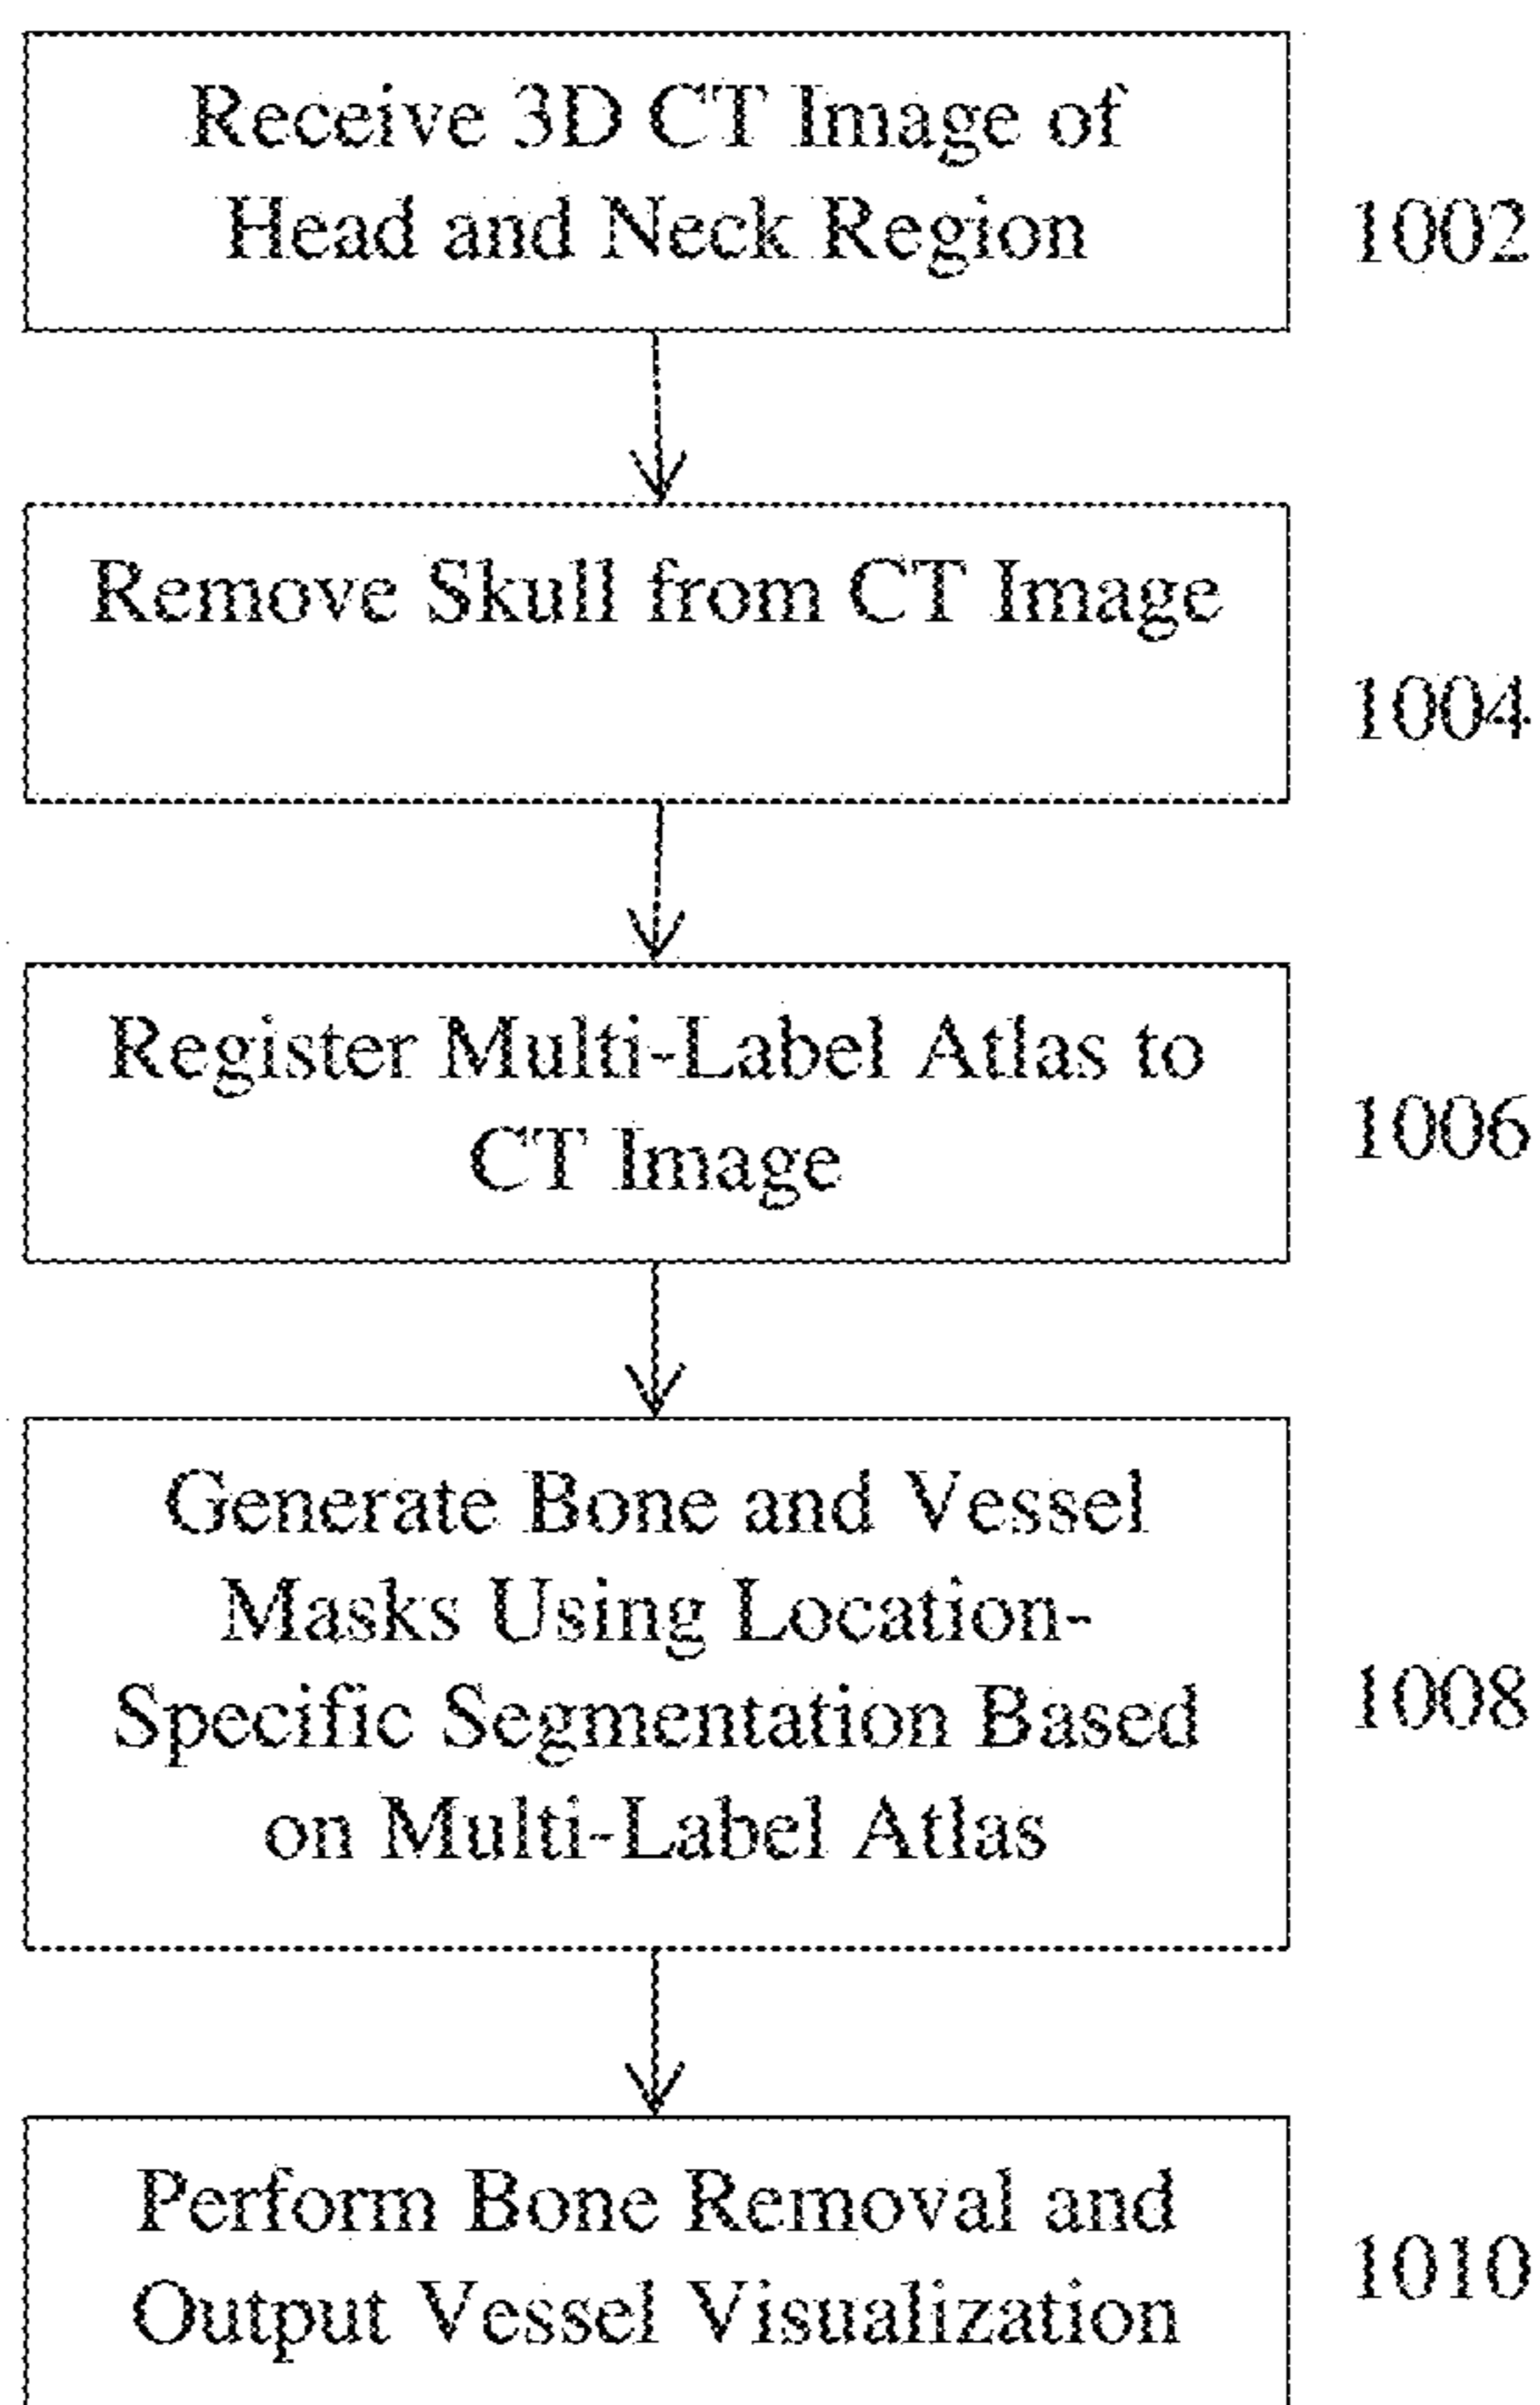 Receive 3D CT Image of
Head and Neck Region
1002
Remove Skull from CT Image
1004
Register Multi-Label Atlas to
CT Image
1006
Generate Bone and Vessel
Masks Using Location-
Specific Segmentation Based
on Multi-Label Atlas
1008
Perform Bone Removal and
Output Vessel Visualization
1010